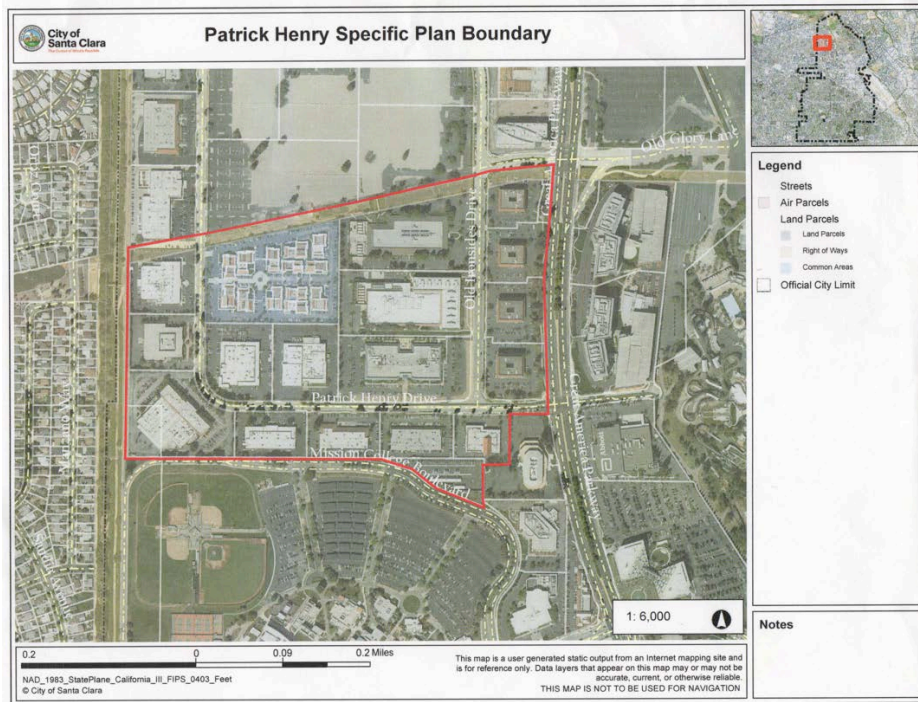 City of
Santa Clara
Patrick Henry Specific Plan Boundary
Old Glory Lane
Old Ironsides Drive
Great America Parkway
Patrick Henry Drive
Mission College Boulevard
1: 6,000
Legend
Streets
Air Parcels
Land Parcels
Land Parcels
Right of Ways
Common Areas
Official City Limit
Notes
0.2
0
0.09
0.2 Miles
NAD_1983_StatePlane_California_III_FIPS_0403_Feet
© City of Santa Clara
This map is a user generated static output from an Internet mapping site and
is for reference only. Data layers that appear on this map may or may not be
accurate, current, or otherwise reliable.
THIS MAP IS NOT TO BE USED FOR NAVIGATION